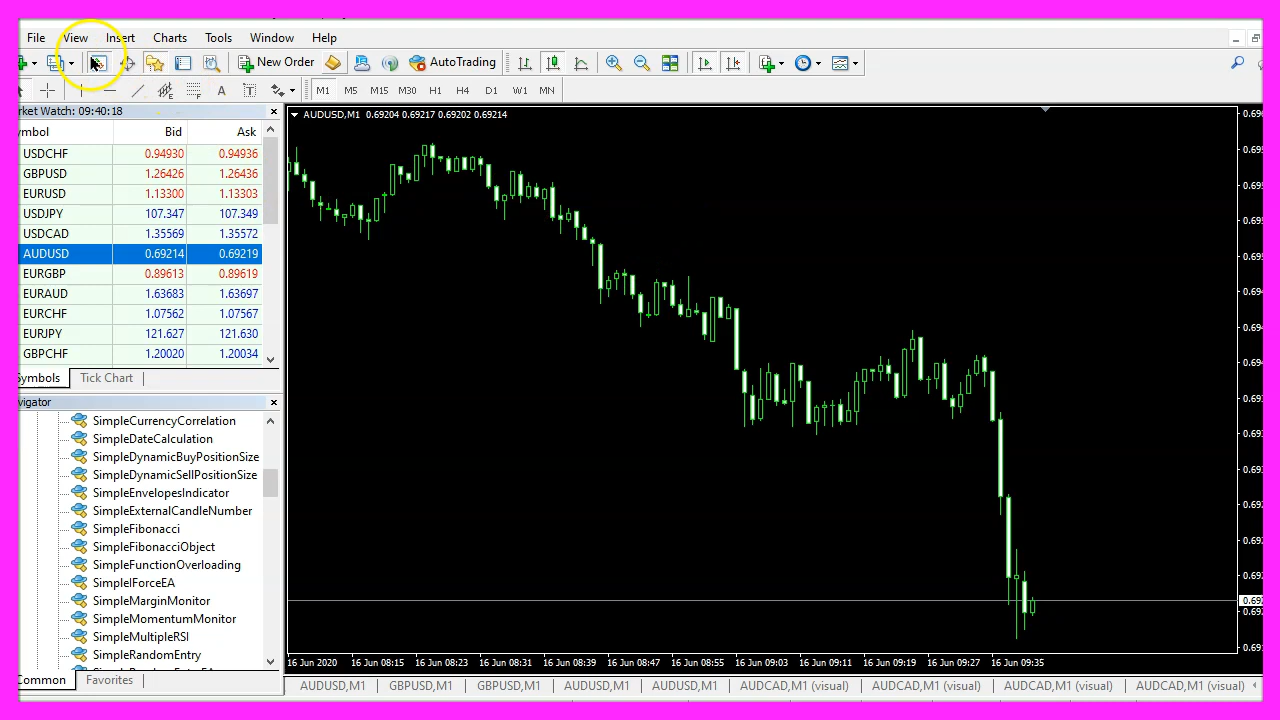 File View Insert Charts Tools Window Help
New Order AutoTrading
M1 M5 M15 M30 H1 H4 D1 W1 MN
rket Watch: 09:40:18
ymbol Bid Ask
USDCHF 0.94930 0.94936
GBPUSD 1.26426 1.26436
EURUSD 1.13300 1.13303
USDJPY 107.347 107.349
USDCAD 1.35569 1.35572
AUDUSD 0.69214 0.69219
EURGBP 0.89613 0.89619
EURAUD 1.63683 1.63697
EURCHF 1.07562 1.07567
EURJPY 121.627 121.630
GBPCHF 1.20020 1.20034
ymbols Tick Chart
avigator
SimpleCurrencyCorrelation
SimpleDateCalculation
SimpleDynamicBuyPositionSize
SimpleDynamicSellPositionSize
SimpleEnvelopesIndicator
SimpleExternalCandleNumber
SimpleFibonacci
SimpleFibonacciObject
SimpleFunctionOverloading
SimpleIForceEA
SimpleMarginMonitor
SimpleMomentumMonitor
SimpleMultipleRSI
SimpleRandomEntry
Common Favorites
AUDUSD,M1 0.69204 0.69217 0.69202 0.69214
16 Jun 2020 16 Jun 08:15 16 Jun 08:23 16 Jun 08:31 16 Jun 08:39 16 Jun 08:47 16 Jun 08:55 16 Jun 09:03 16 Jun 09:11 16 Jun 09:19 16 Jun 09:27 16 Jun 09:35
AUDUSD,M1 GBPUSD,M1 GBPUSD,M1 AUDUSD,M1 AUDUSD,M1 AUDCAD,M1 (visual) AUDCAD,M1 (visual) AUDCAD,M1 (visual) AUDCAD,M1 (visual)